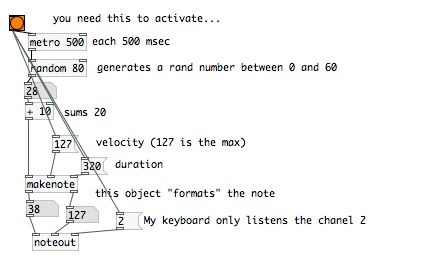 you need this to activate...
metro 500 each 500 msec
random 80 generates a rand number between 0 and 60
28
+ 10 sums 20
127 velocity (127 is the max)
320 duration
makenote
this object "formats" the note
38 127
2 My keyboard only listens the chanel 2
noteout